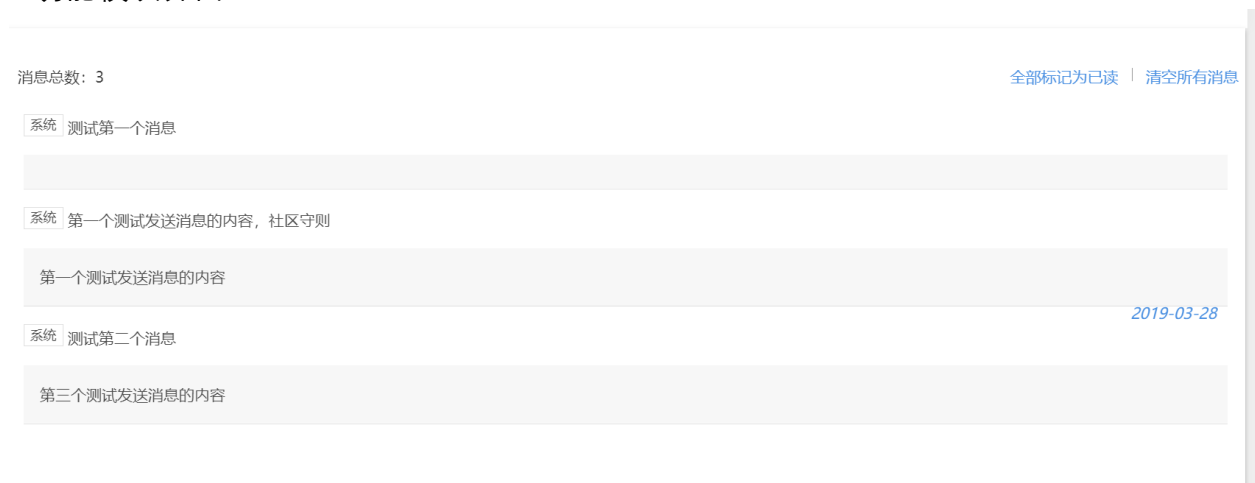 消息总数：3
全部标记为已读 | 清空所有消息
系统 测试第一个消息
系统 第一个测试发送消息的内容，社区守则
第一个测试发送消息的内容
2019-03-28
系统 测试第二个消息
第三个测试发送消息的内容